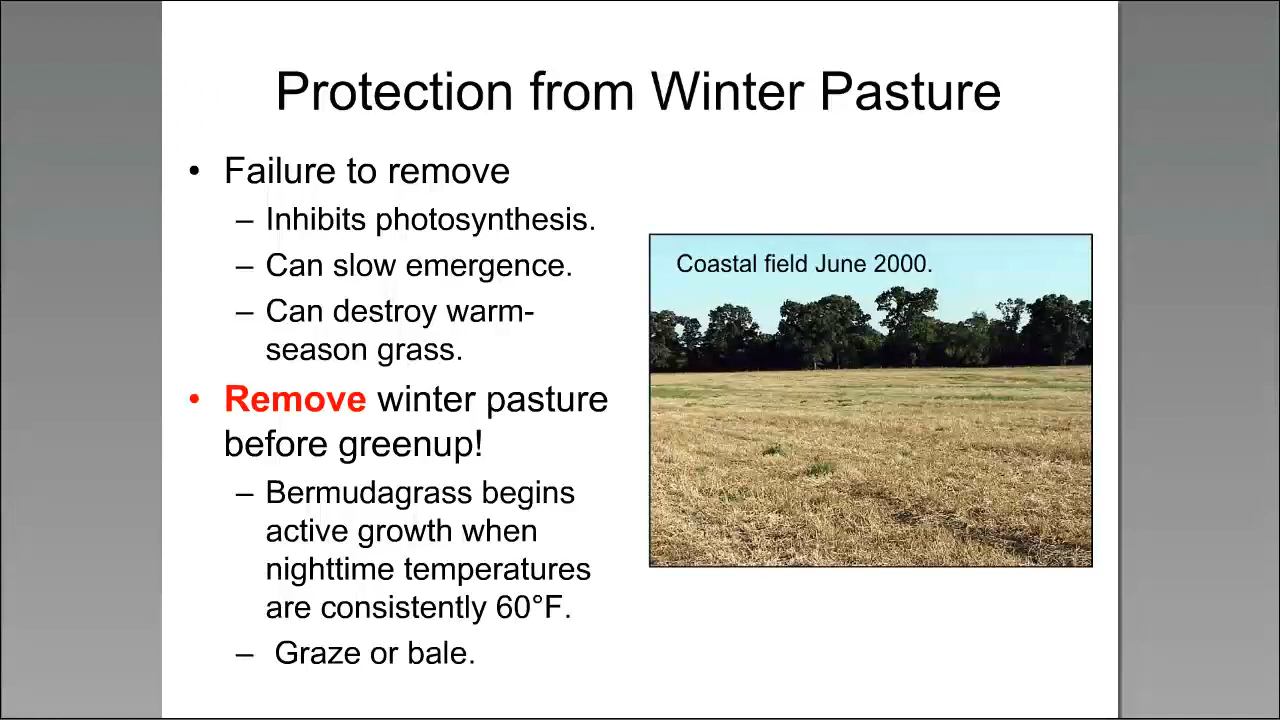 Protection from Winter Pasture
• Failure to remove
– Inhibits photosynthesis.
– Can slow emergence.
– Can destroy warm-
season grass.
• Remove winter pasture
before greenup!
– Bermudagrass begins
active growth when
nighttime temperatures
are consistently 60°F.
– Graze or bale.
Coastal field June 2000.